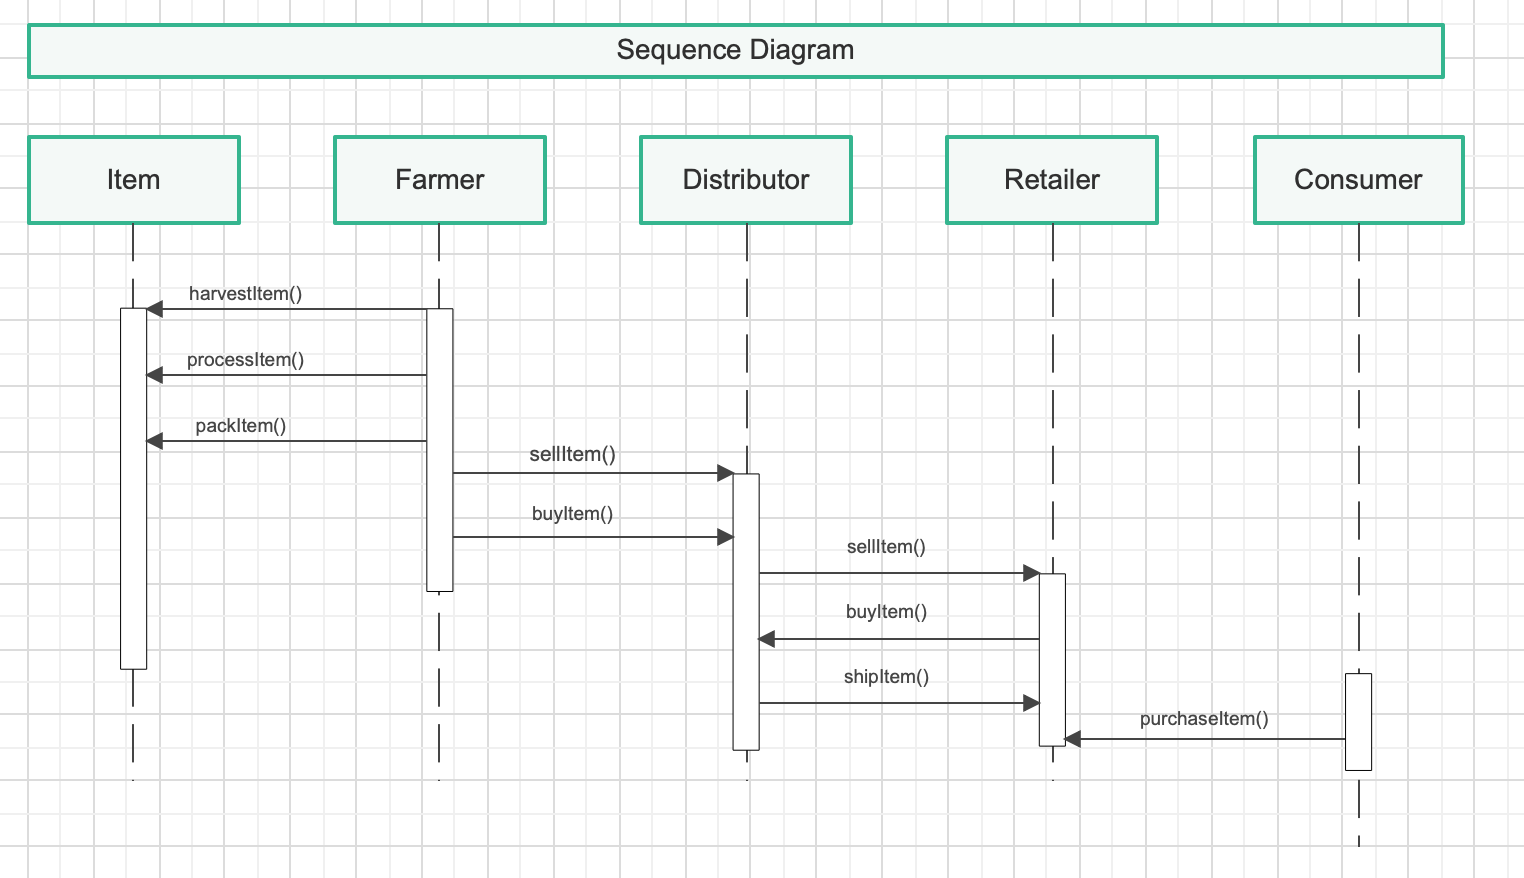 Sequence Diagram
Item
Farmer
Distributor
Retailer
Consumer
harvestItem()
processItem()
packItem()
sellItem()
buyItem()
sellItem()
buyItem()
shipItem()
purchaseItem()